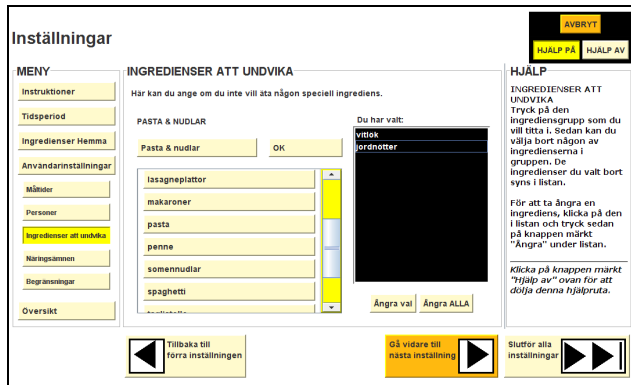 Inställningar
AVBRYT
HJÄLP PÅ
HJÄLP AV
MENY
Instruktioner
Tidsperiod
Ingredienser Hemma
Användarinställningar
Måltider
Personer
Ingredienser att undvika
Näringsämnen
Begränsningar
Översikt
INGREDIENSER ATT UNDVIKA
Här kan du ange om du inte vill äta någon speciell ingrediens.
PASTA & NUDLAR
Pasta & nudlar
OK
lasagneplattor
makaroner
pasta
penne
somennudlar
spaghetti
Du har valt:
vitlok
jordnötter
Ångra val
Ångra ALLA
HJÄLP
INGREDIENSER ATT
UNDVIKA
Tryck på den
ingrediensgrupp som du
vill titta i. Sedan kan du
välja bort någon av
ingredienserna i
gruppen. De
ingredienser du valt bort
syns i listan.
För att ta ångra en
ingrediens, klicka på den
i listan och tryck sedan
på knappen märkt
"Ångra" under listan.
Klicka på knappen märkt
"Hjälp av" ovan för att
dölja denna hjälpruta.
Tillbaka till
förra inställningen
Gå vidare till
nästa inställning
Slutför alla
inställningar